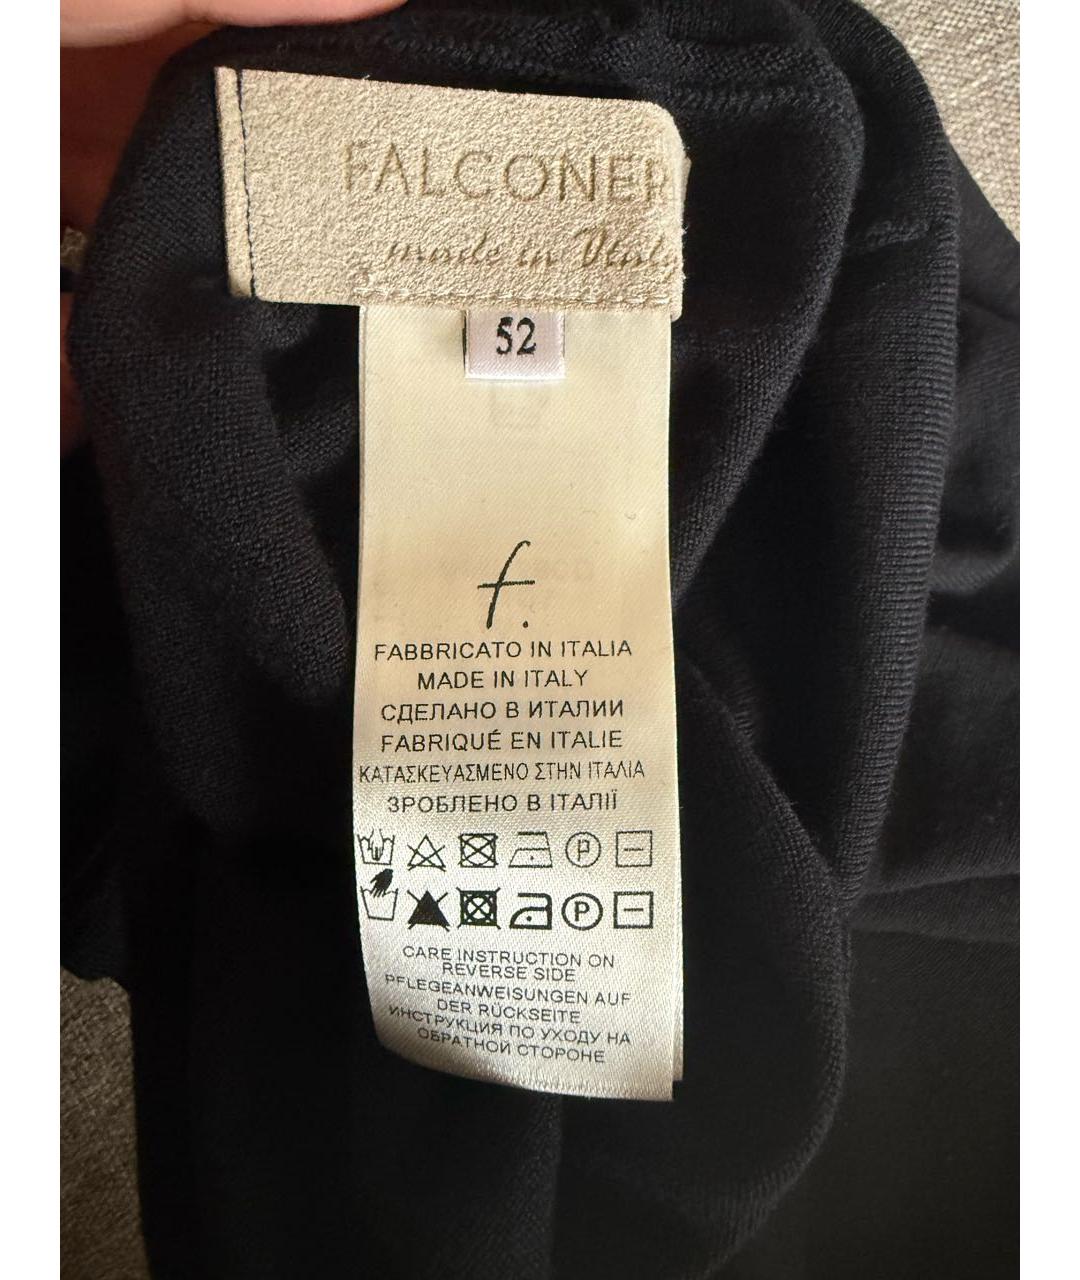 FALCONER
made in Italy
52
f.
FABBRICATO IN ITALIA
MADE IN ITALY
СДЕЛАНО В ИТАЛИИ
FABRIQUÉ EN ITALIE
ΚΑΤΑΣΚΕΥΑΣΜΕΝΟ ΣΤΗΝ ΙΤΑΛΙΑ
ЗРОБЛЕНО В ІТАЛІЇ
P
P
CARE INSTRUCTION ON
REVERSE SIDE
PFLEGEANWEISUNGEN AUF
DER RÜCKSEITE
ИНСТРУКЦИЯ ПО УХОДУ НА
ОБРАТНОЙ СТОРОНЕ